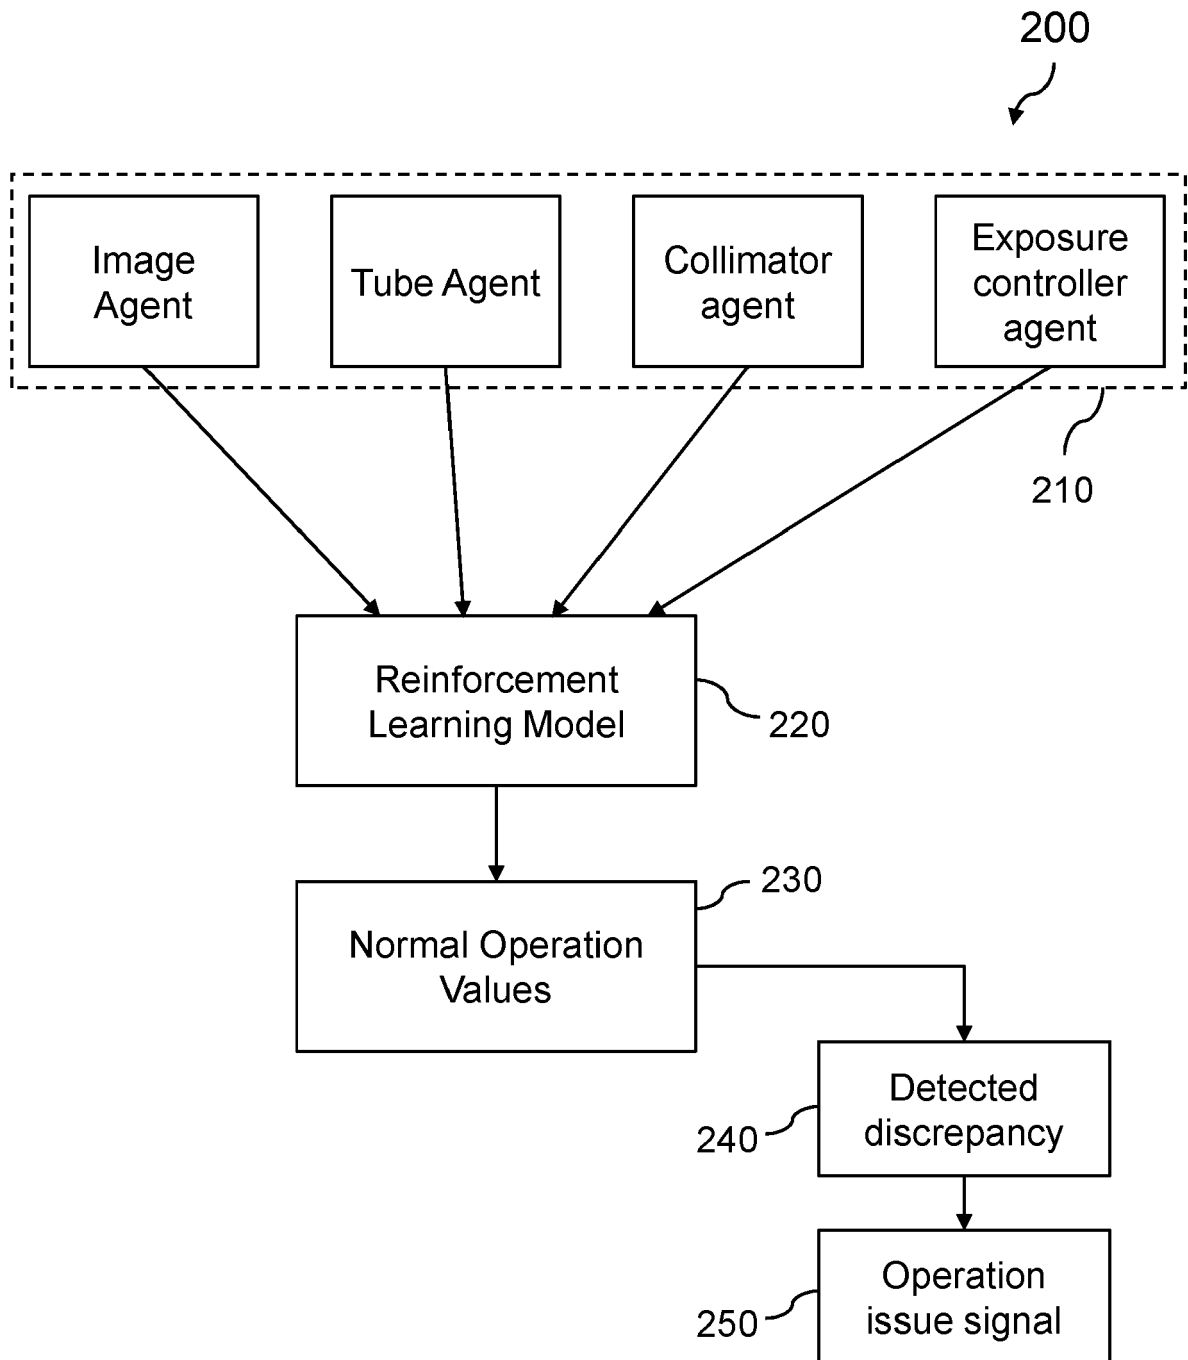 200
Image
Agent
Tube Agent
Collimator
agent
Exposure
controller
agent
210
Reinforcement
Learning Model
220
230
Normal Operation
Values
Detected
discrepancy
240
Operation
issue signal
250